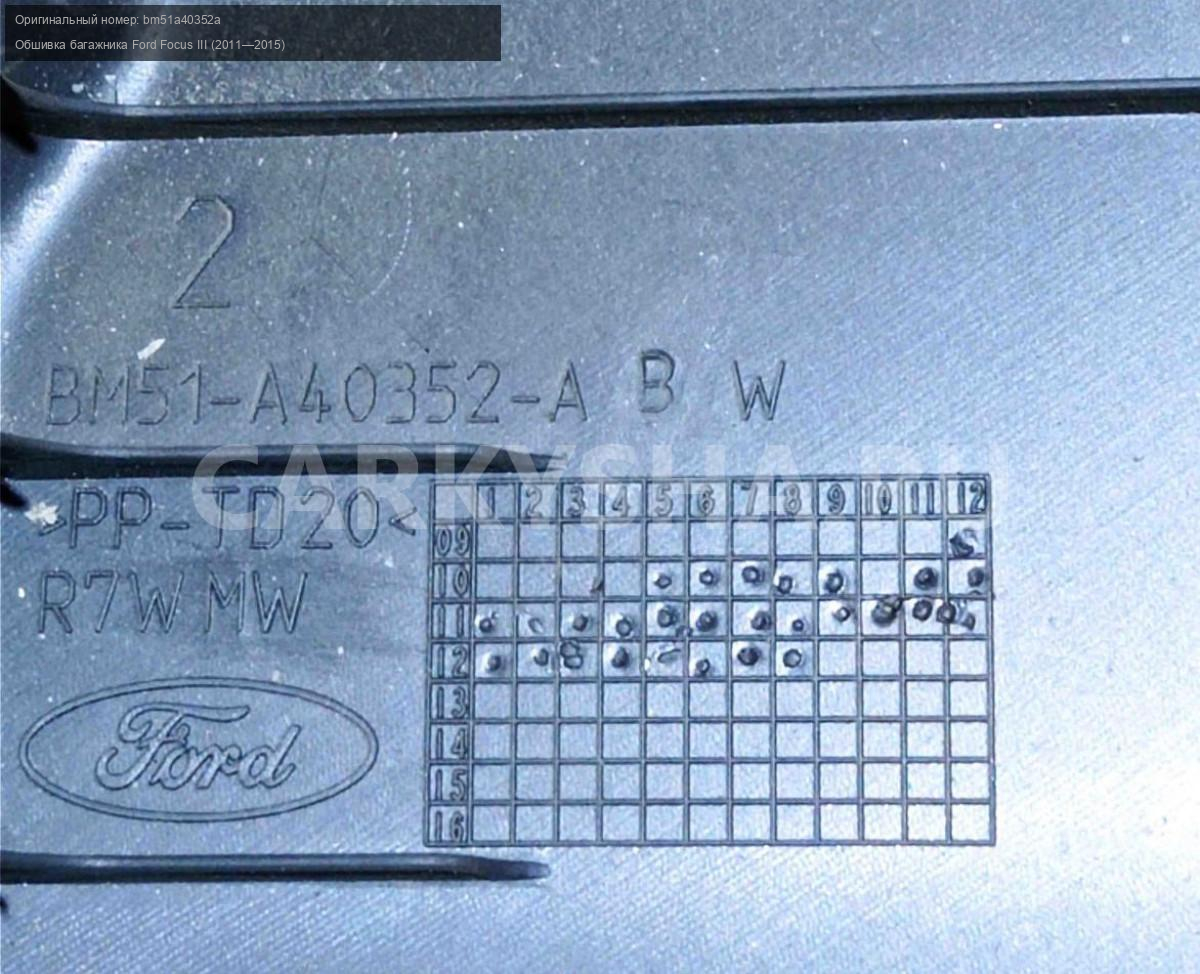 Оригинальный номер: bm51a40352a
Обшивка багажника Ford Focus III (2011—2015)
2
BM51-A40352-A B W
CARKYSHA.RU
>PP-TD20<
R7W MW
Ford
1 2 3 4 5 6 7 8 9 10 11 12
09
10
11
12
13
14
15
16